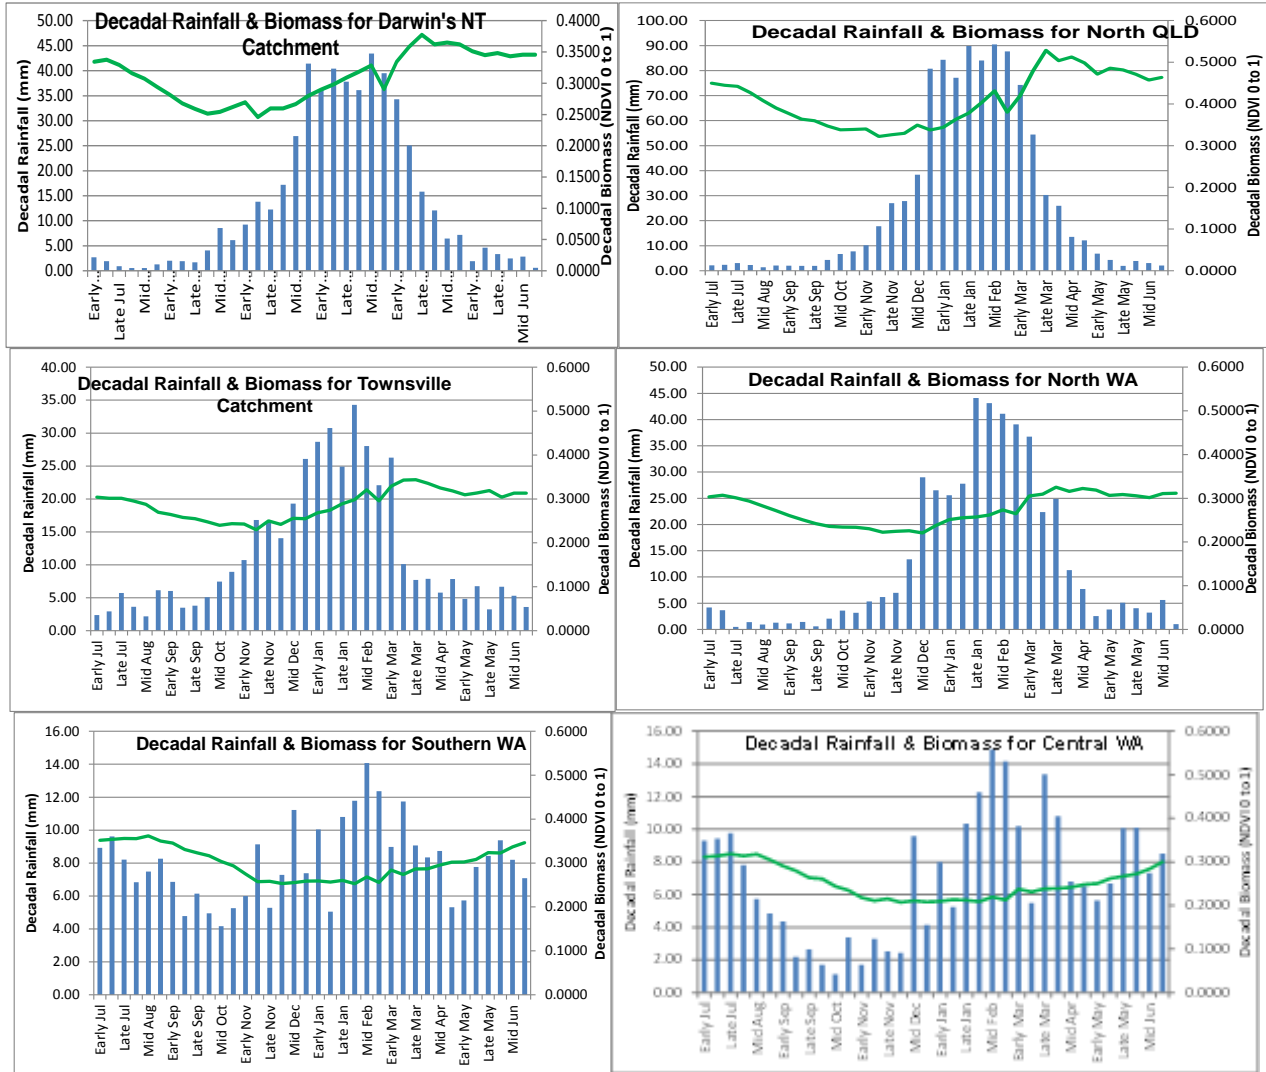 Decadal Rainfall & Biomass for Darwin's NT
Catchment
Decadal Rainfall (mm)
50.00
45.00
40.00
35.00
30.00
25.00
20.00
15.00
10.00
5.00
0.00
0.4000
0.3500
0.3000
0.2500
0.2000
0.1500
0.1000
0.0500
0.0000
Decadal Biomass (NDVI 0 to 1)
Early…
Late Jul
Mid…
Early…
Late…
Mid…
Early…
Late…
Mid…
Early…
Late…
Mid…
Early…
Late…
Mid…
Early…
Late…
Mid Jun
Decadal Rainfall & Biomass for North QLD
Decadal Rainfall (mm)
100.00
90.00
80.00
70.00
60.00
50.00
40.00
30.00
20.00
10.00
0.00
0.6000
0.5000
0.4000
0.3000
0.2000
0.1000
0.0000
Decadal Biomass (NDVI 0 to 1)
Early Jul
Late Jul
Mid Aug
Early Sep
Late Sep
Mid Oct
Early Nov
Late Nov
Mid Dec
Early Jan
Late Jan
Mid Feb
Early Mar
Late Mar
Mid Apr
Early May
Late May
Mid Jun
Decadal Rainfall & Biomass for Townsville
Catchment
Decadal Rainfall (mm)
40.00
35.00
30.00
25.00
20.00
15.00
10.00
5.00
0.00
0.6000
0.5000
0.4000
0.3000
0.2000
0.1000
0.0000
Decadal Biomass (NDVI 0 to 1)
Early Jul
Late Jul
Mid Aug
Early Sep
Late Sep
Mid Oct
Early Nov
Late Nov
Mid Dec
Early Jan
Late Jan
Mid Feb
Early Mar
Late Mar
Mid Apr
Early May
Late May
Mid Jun
Decadal Rainfall & Biomass for North WA
Decadal Rainfall (mm)
50.00
45.00
40.00
35.00
30.00
25.00
20.00
15.00
10.00
5.00
0.00
0.6000
0.5000
0.4000
0.3000
0.2000
0.1000
0.0000
Decadal Biomass (NDVI 0 to 1)
Early Jul
Late Jul
Mid Aug
Early Sep
Late Sep
Mid Oct
Early Nov
Late Nov
Mid Dec
Early Jan
Late Jan
Mid Feb
Early Mar
Late Mar
Mid Apr
Early May
Late May
Mid Jun
Decadal Rainfall & Biomass for Southern WA
Decadal Rainfall (mm)
16.00
14.00
12.00
10.00
8.00
6.00
4.00
2.00
0.00
0.6000
0.5000
0.4000
0.3000
0.2000
0.1000
0.0000
Decadal Biomass (NDVI 0 to 1)
Early Jul
Late Jul
Mid Aug
Early Sep
Late Sep
Mid Oct
Early Nov
Late Nov
Mid Dec
Early Jan
Late Jan
Mid Feb
Early Mar
Late Mar
Mid Apr
Early May
Late May
Mid Jun
Decadal Rainfall & Biomass for Central WA
Decadal Rainfall (mm)
16.00
14.00
12.00
10.00
8.00
6.00
4.00
2.00
0.00
0.6000
0.5000
0.4000
0.3000
0.2000
0.1000
0.0000
Decadal Biomass (NDVI 0 to 1)
Early Jul
Late Jul
Mid Aug
Early Sep
Late Sep
Mid Oct
Early Nov
Late Nov
Mid Dec
Early Jan
Late Jan
Mid Feb
Early Mar
Late Mar
Mid Apr
Early May
Late May
Mid Jun